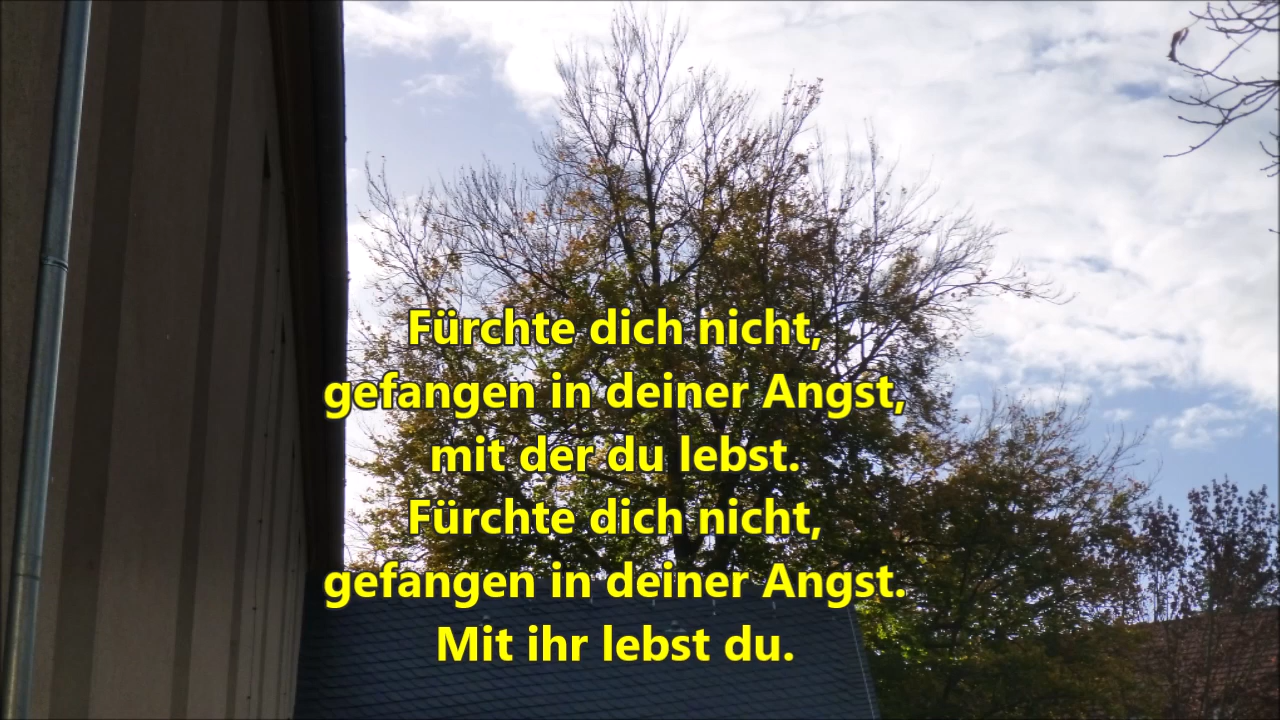 Fürchte dich nicht,
gefangen in deiner Angst,
mit der du lebst.
Fürchte dich nicht,
gefangen in deiner Angst.
Mit ihr lebst du.